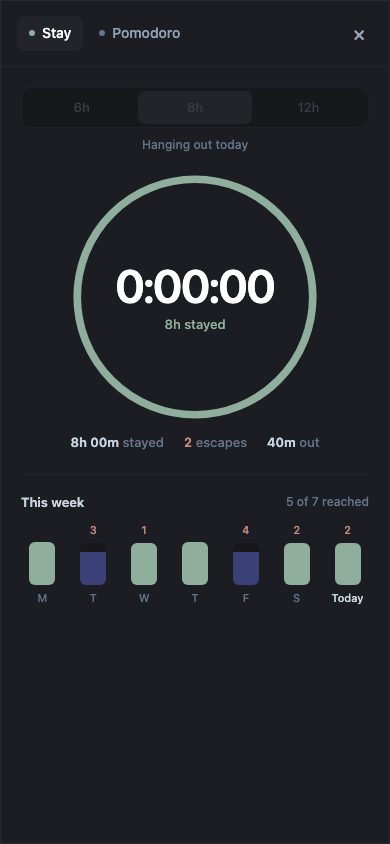 Stay Pomodoro ×
6h 8h 12h
Hanging out today
0:00:00
8h stayed
8h 00m stayed 2 escapes 40m out
This week 5 of 7 reached
3 1 4 2 2
M T W T F S Today